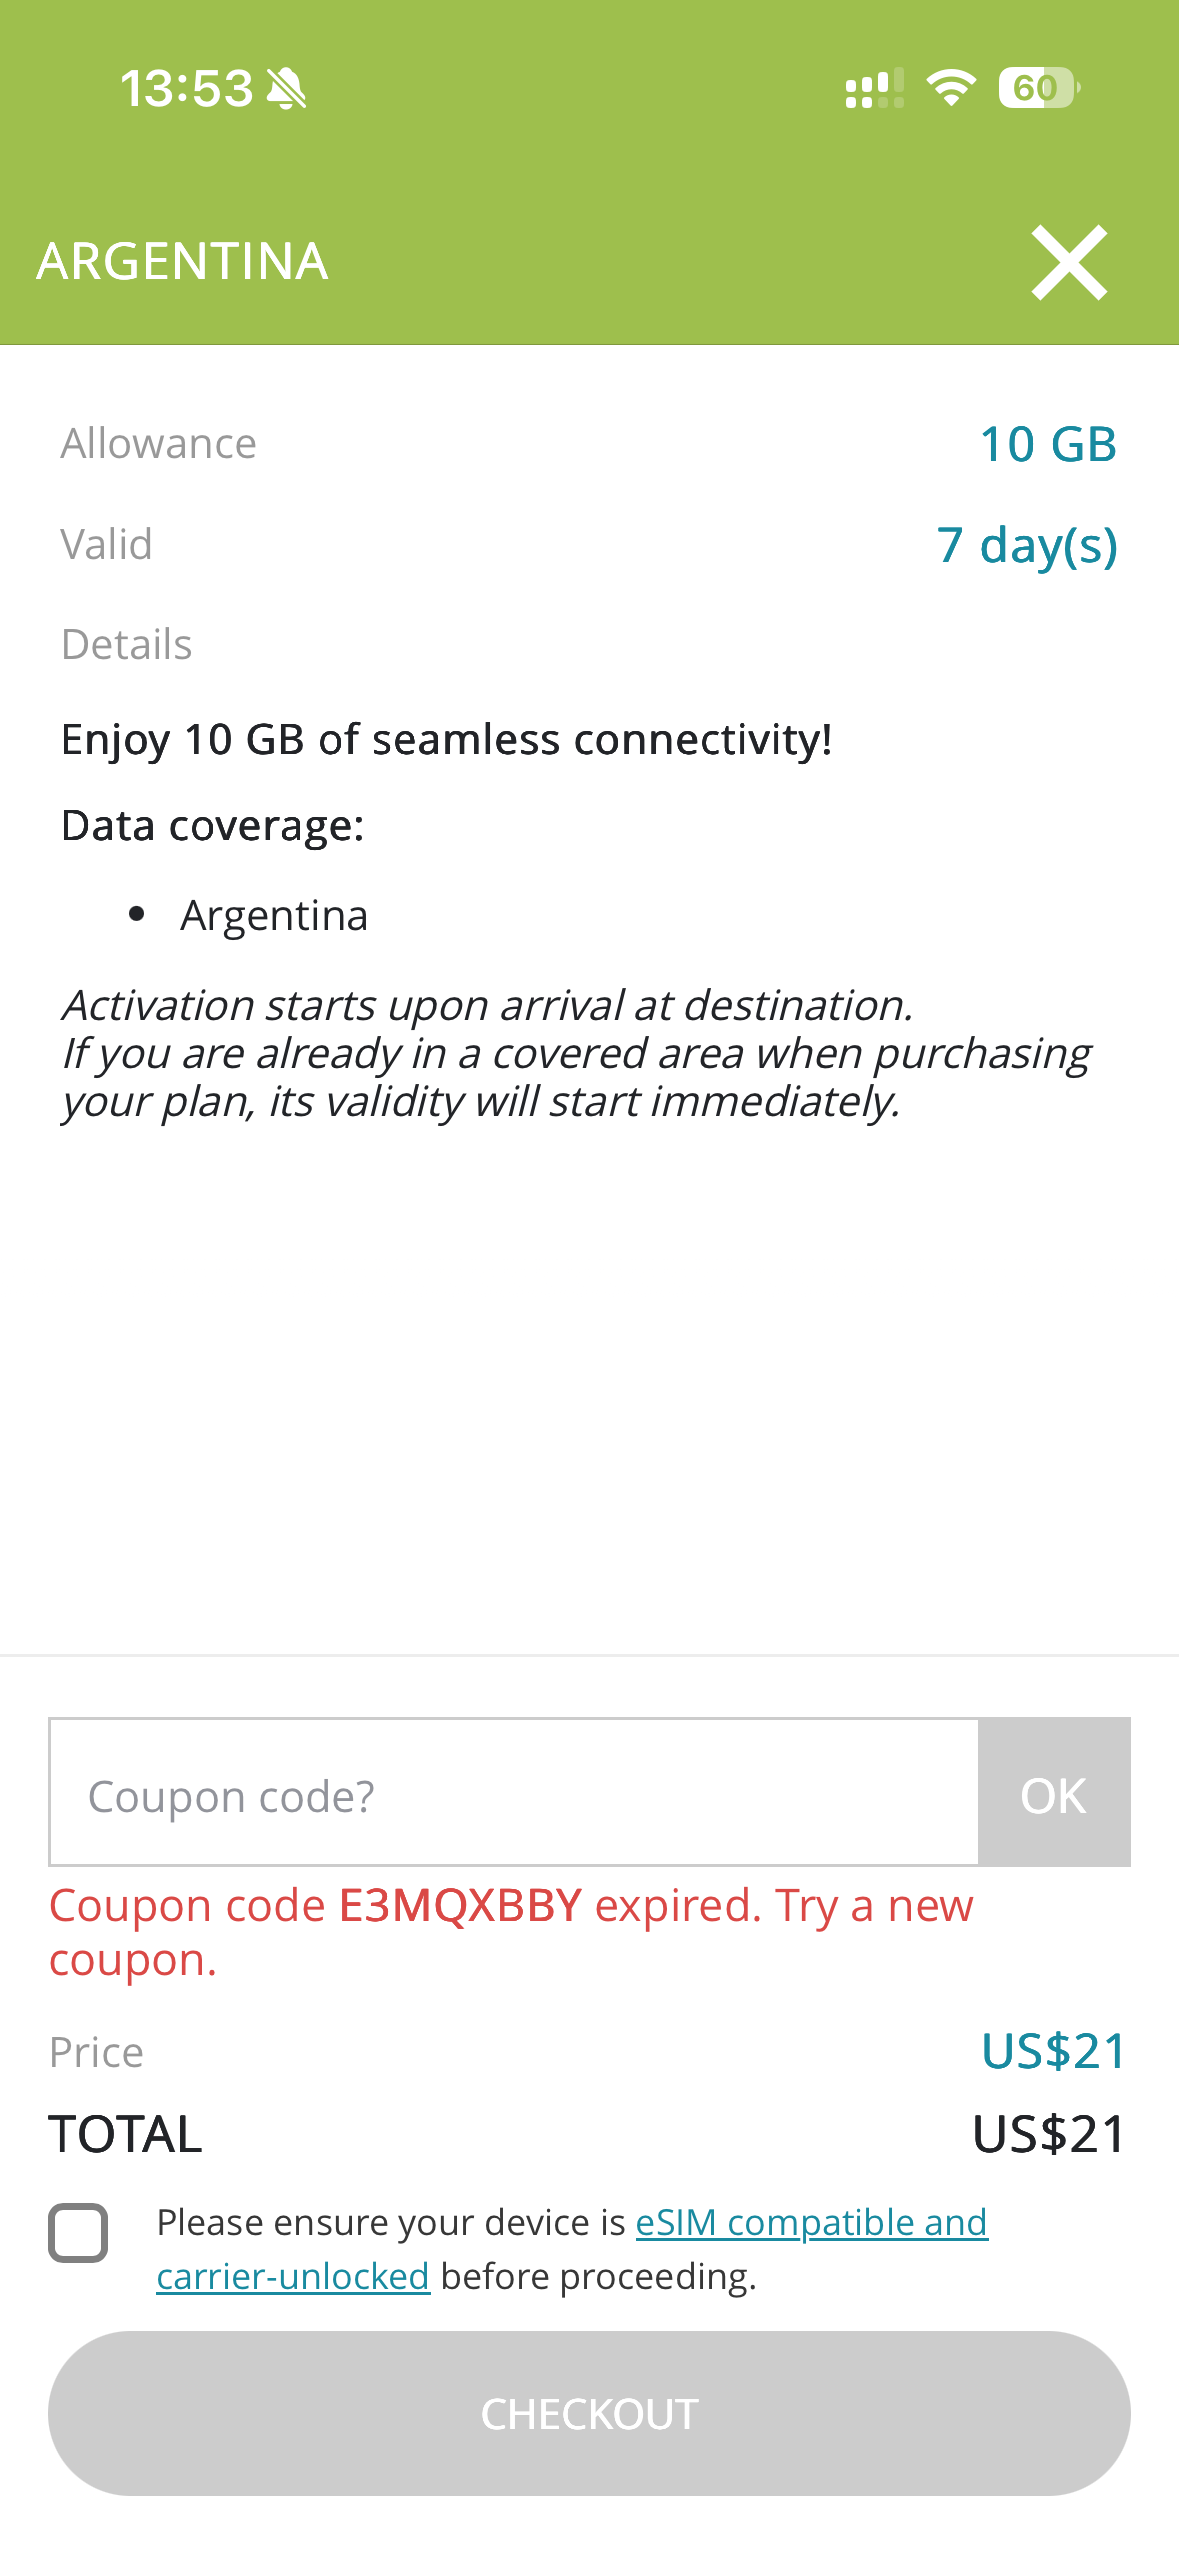 13:53
60
ARGENTINA
Allowance
10 GB
Valid
7 day(s)
Details
Enjoy 10 GB of seamless connectivity!
Data coverage:
• Argentina
Activation starts upon arrival at destination.
If you are already in a covered area when purchasing
your plan, its validity will start immediately.
Coupon code?
OK
Coupon code E3MQXBBY expired. Try a new
coupon.
Price
US$21
TOTAL
US$21
Please ensure your device is eSIM compatible and
carrier-unlocked before proceeding.
CHECKOUT